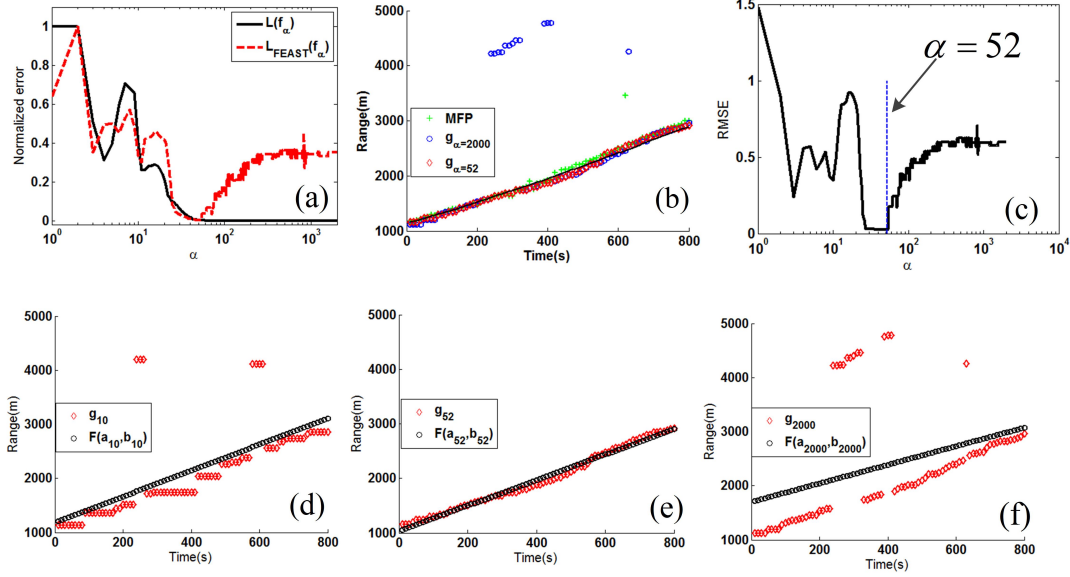 Normalized error
1
0.8
0.6
0.4
0.2
0
10^0
10^1
10^2
10^3
α
L(f_α)
L_FEAST(f_α)
(a)
Range(m)
5000
4000
3000
2000
1000
0
200
400
600
800
Time(s)
MFP
g_α=2000
g_α=52
(b)
RMSE
1.5
1
0.5
0
10^0
10^1
10^2
10^3
10^4
α
α = 52
(c)
Range(m)
5000
4000
3000
2000
1000
0
200
400
600
800
Time(s)
g_10
F(a_10,b_10)
(d)
Range(m)
5000
4000
3000
2000
1000
0
200
400
600
800
Time(s)
g_52
F(a_52,b_52)
(e)
Range(m)
5000
4000
3000
2000
1000
0
200
400
600
800
Time(s)
g_2000
F(a_2000,b_2000)
(f)